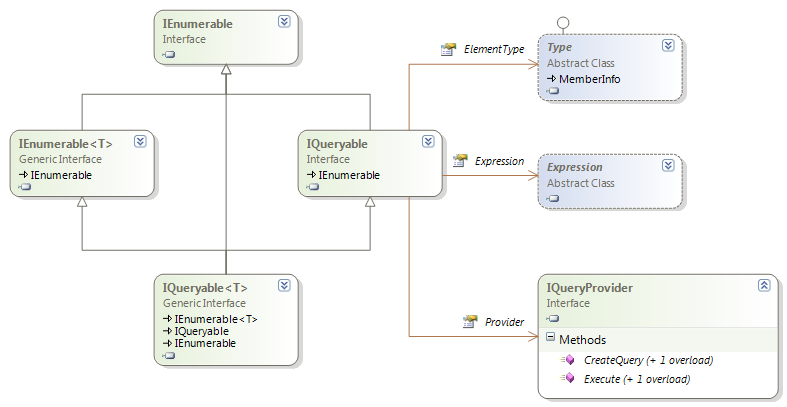 IEnumerable
Interface
ElementType
Type
Abstract Class
MemberInfo
IEnumerable<T>
Generic Interface
IEnumerable
IQueryable
Interface
IEnumerable
Expression
Expression
Abstract Class
IQueryable<T>
Generic Interface
IEnumerable<T>
IQueryable
IEnumerable
Provider
IQueryProvider
Interface
Methods
CreateQuery (+ 1 overload)
Execute (+ 1 overload)